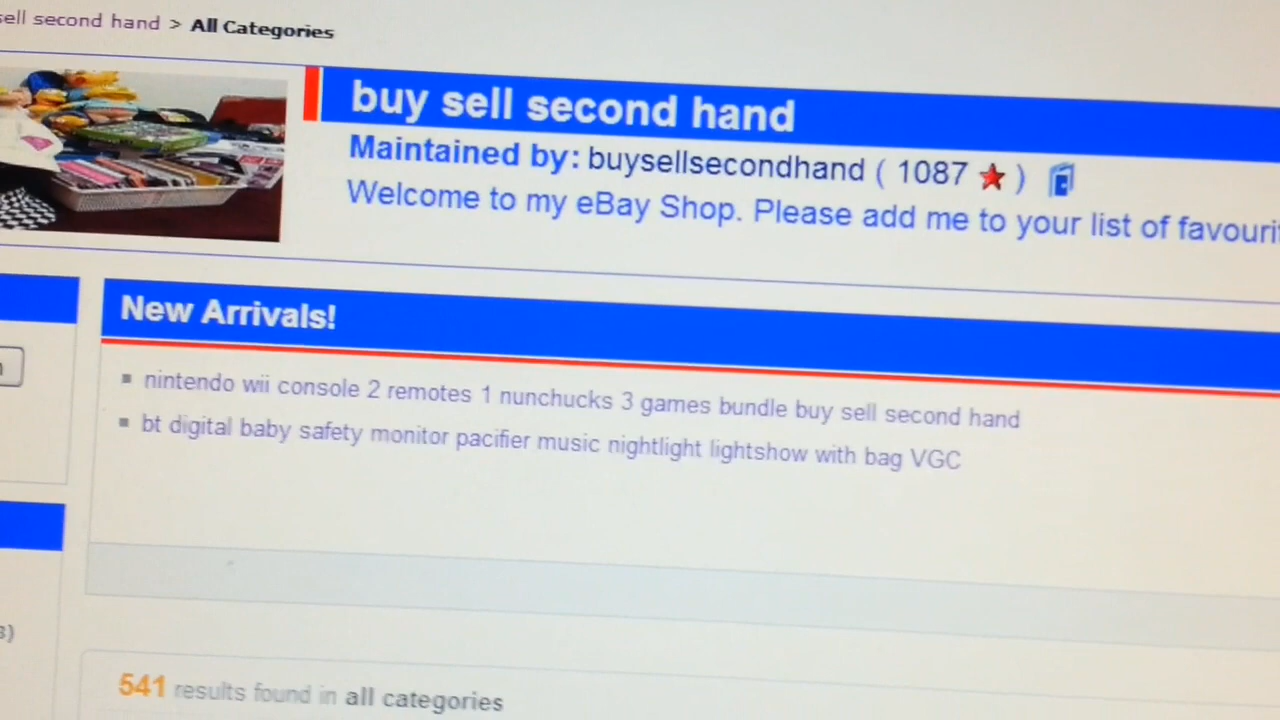 sell second hand > All Categories
buy sell second hand
Maintained by: buysellsecondhand ( 1087 )
Welcome to my eBay Shop. Please add me to your list of
New Arrivals!
nintendo wii console 2 remotes 1 nunchucks 3 games bundle buy sell second hand
bt digital baby safety monitor pacifier music nightlight lightshow with bag VGC
541 results found in all categories